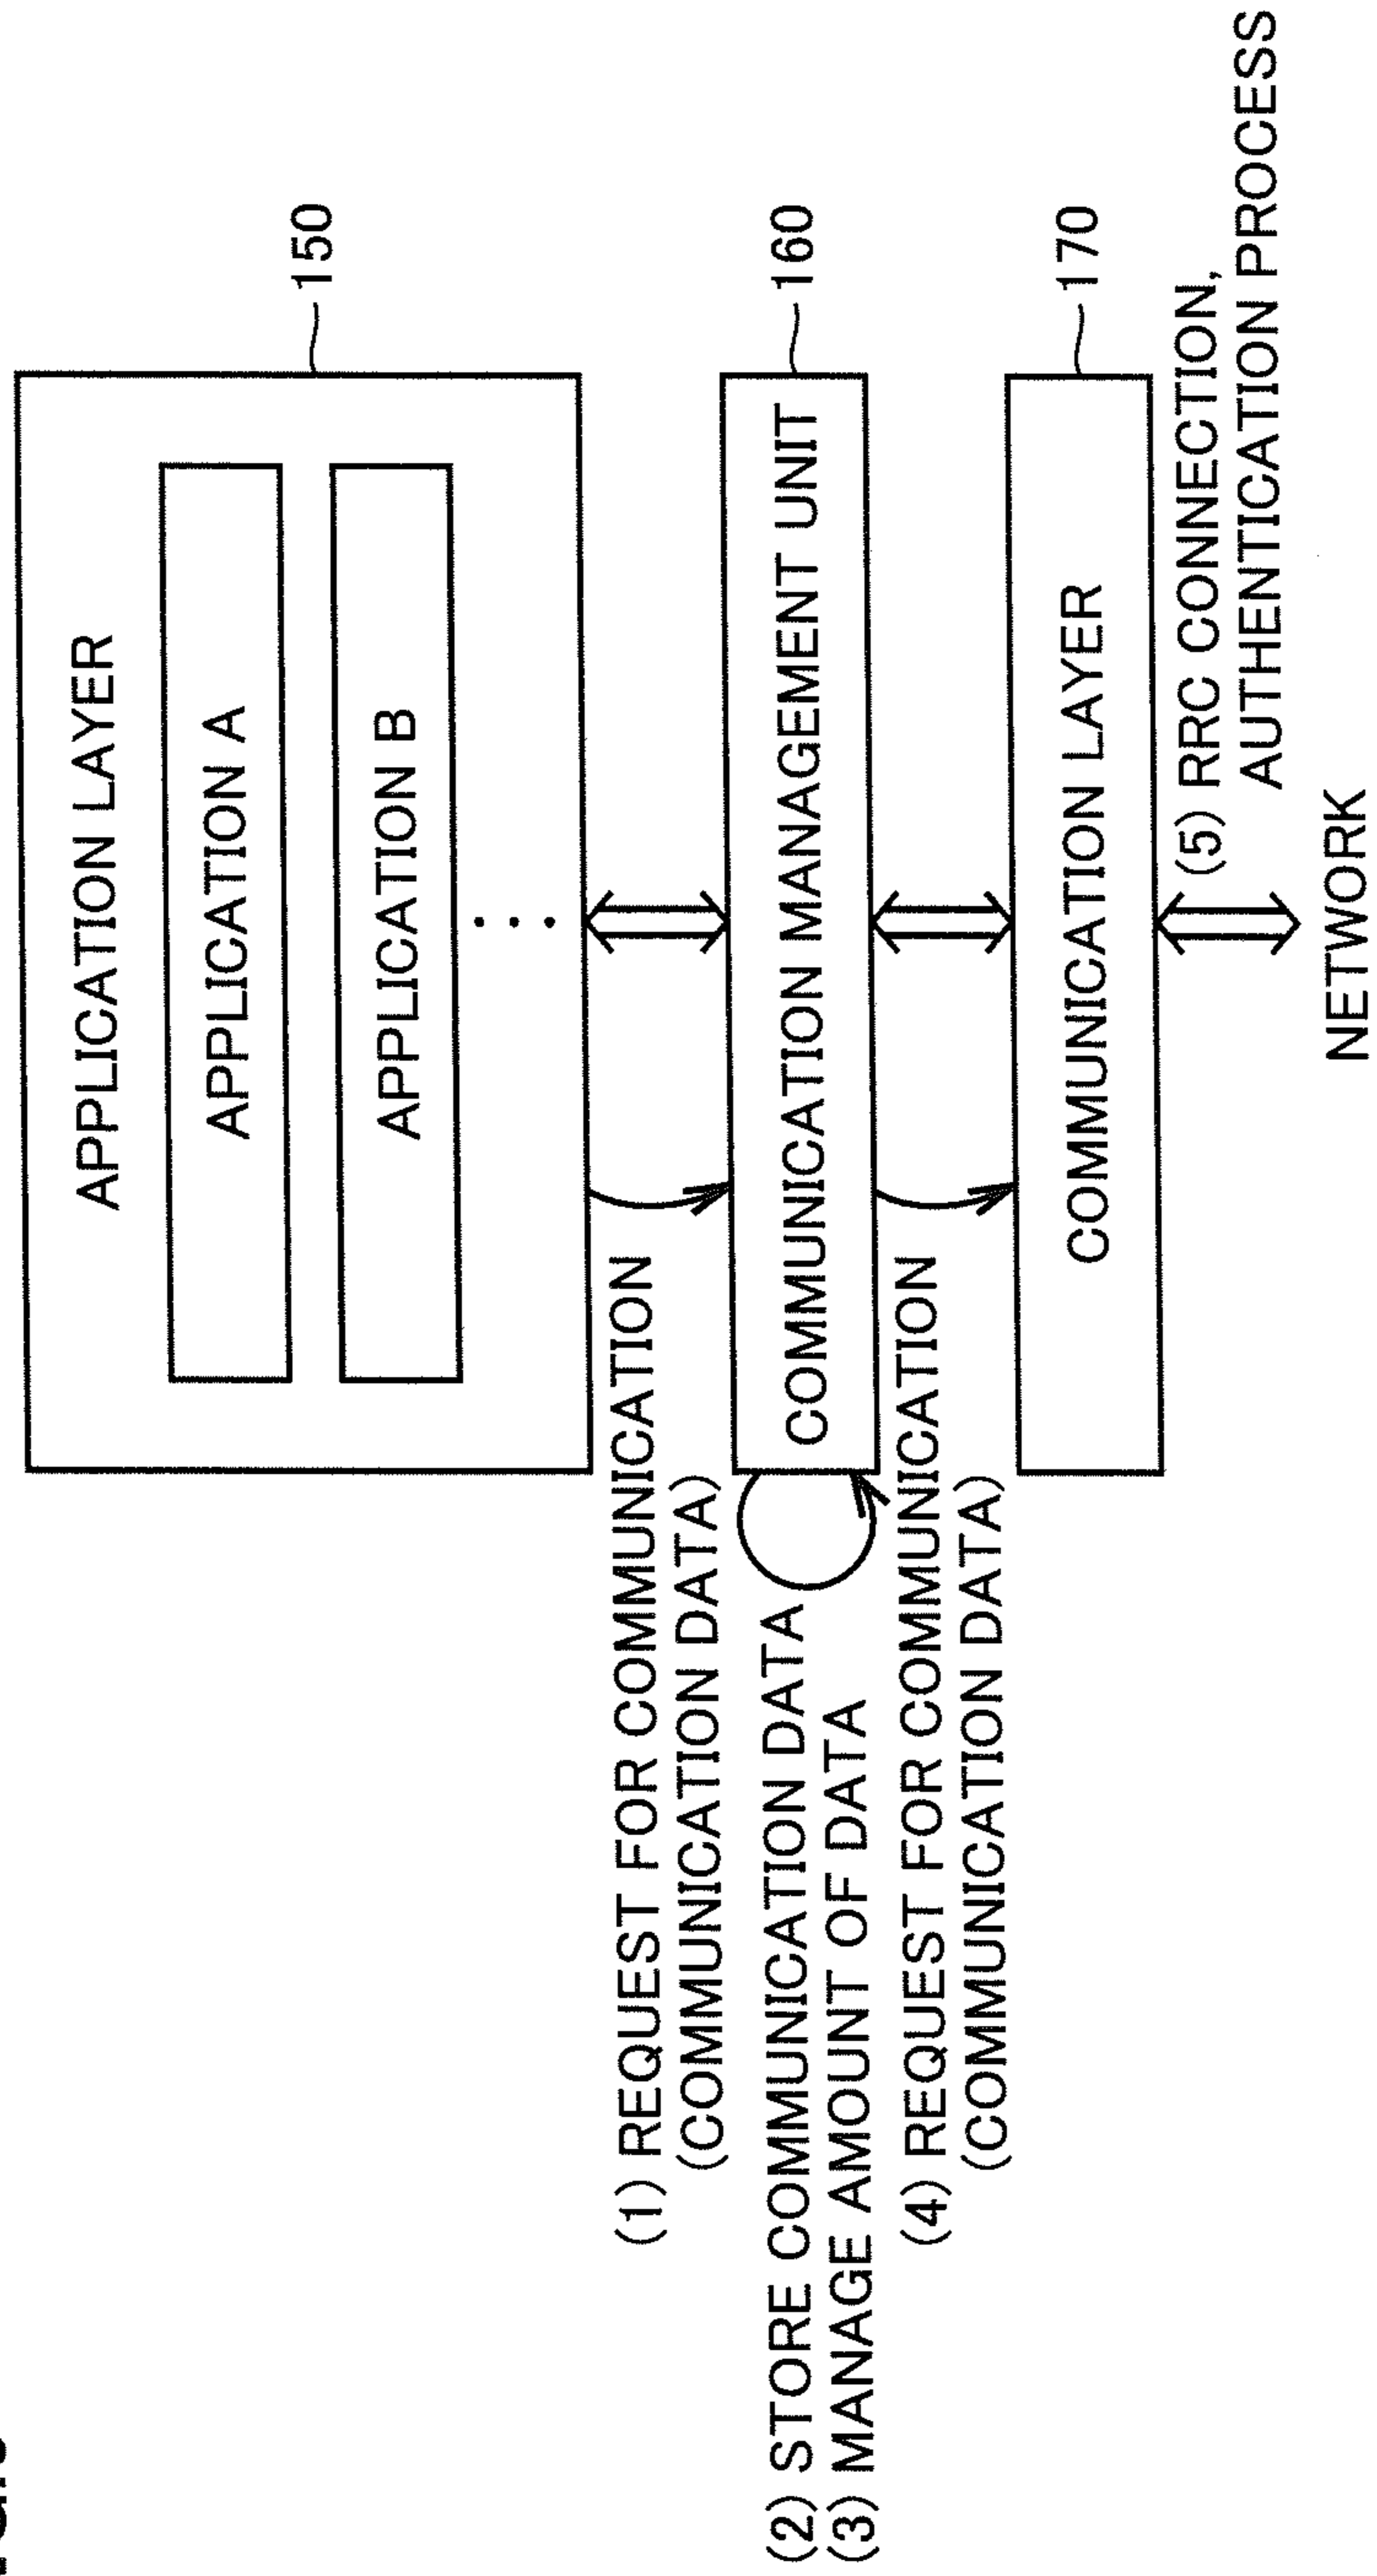 APPLICATION LAYER
APPLICATION A
APPLICATION B
150
(1) REQUEST FOR COMMUNICATION
(COMMUNICATION DATA)
COMMUNICATION MANAGEMENT UNIT
160
(2) STORE COMMUNICATION DATA
(3) MANAGE AMOUNT OF DATA
(4) REQUEST FOR COMMUNICATION
(COMMUNICATION DATA)
COMMUNICATION LAYER
170
(5) RRC CONNECTION,
AUTHENTICATION PROCESS
NETWORK